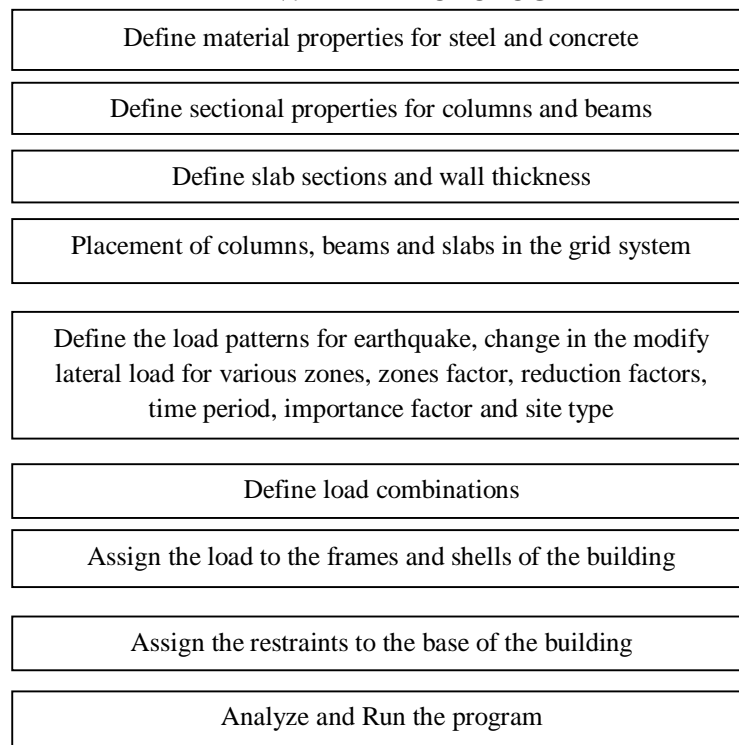 Define material properties for steel and concrete
Define sectional properties for columns and beams
Define slab sections and wall thickness
Placement of columns, beams and slabs in the grid system
Define the load patterns for earthquake, change in the modify
lateral load for various zones, zones factor, reduction factors,
time period, importance factor and site type
Define load combinations
Assign the load to the frames and shells of the building
Assign the restraints to the base of the building
Analyze and Run the program